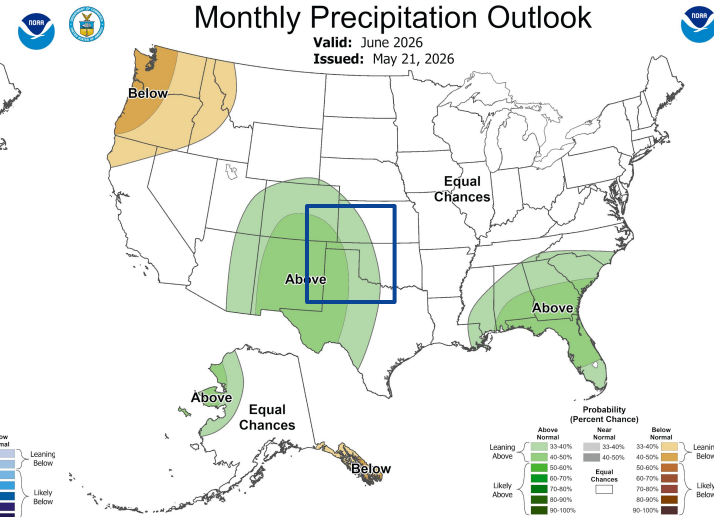 Monthly Precipitation Outlook
Valid: June 2026
Issued: May 21, 2026
NOAA
NOAA
Below
Equal
Chances
Above
Above
Above
Equal
Chances
Below
Probability
(Percent Chance)
Above
Normal
Near
Normal
Below
Normal
Leaning
Above
33-40%
40-50%
50-60%
60-70%
70-80%
80-90%
90-100%
Likely
Above
33-40%
40-50%
Equal
Chances
33-40%
40-50%
50-60%
60-70%
70-80%
80-90%
90-100%
Leaning
Below
Likely
Below
Leaning
Below
Likely
Below